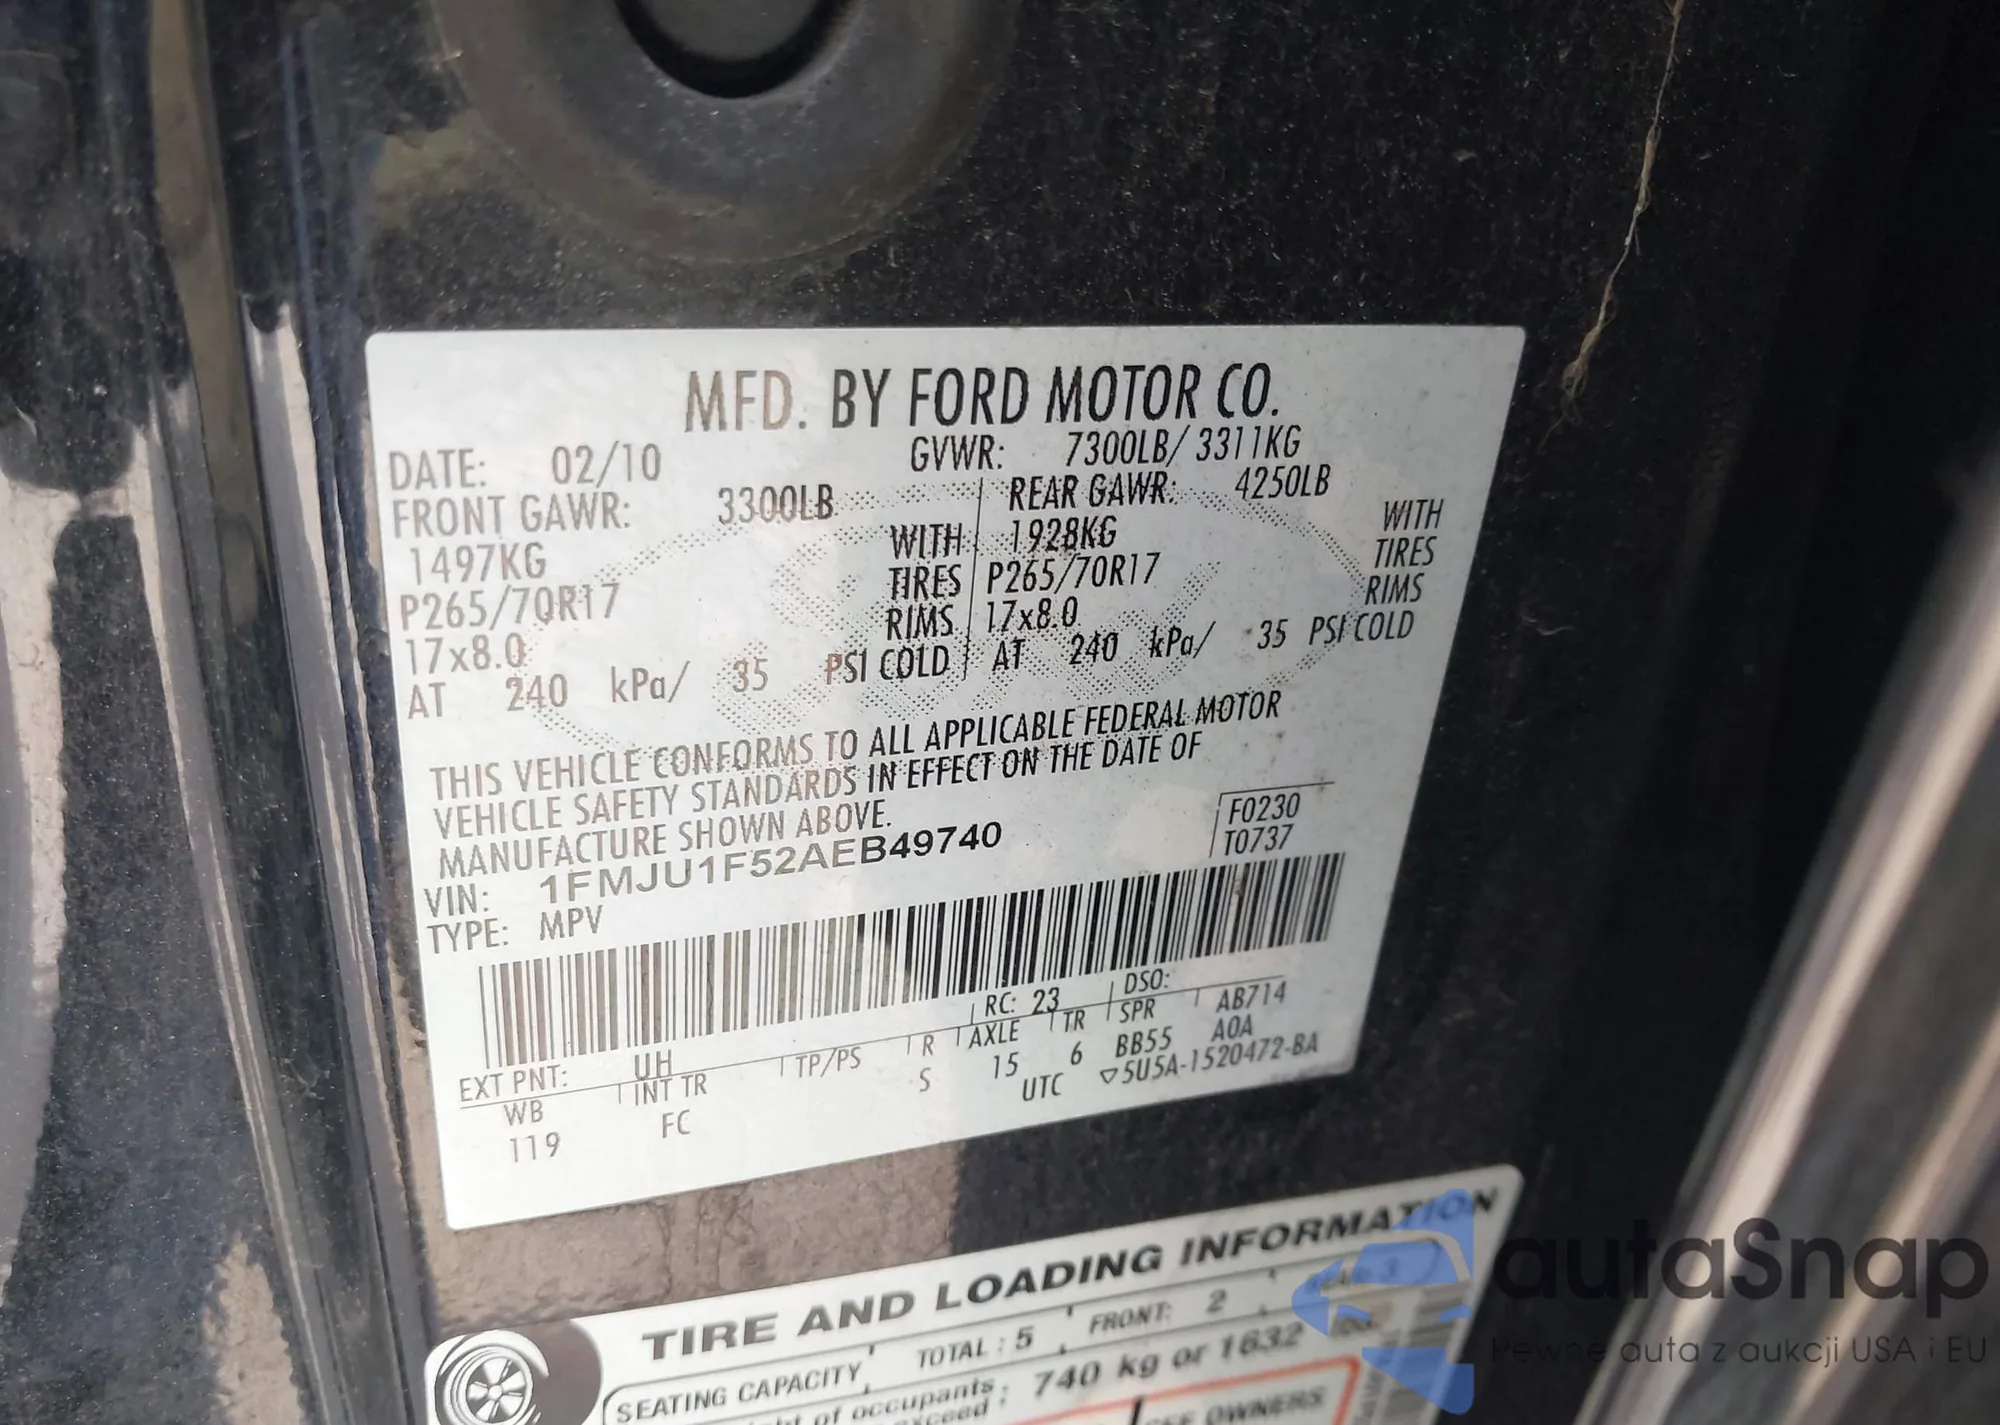 MFD. BY FORD MOTOR CO.
DATE: 02/10 GVWR: 7300LB/ 3311KG
FRONT GAWR: 3300LB REAR GAWR: 4250LB
1497KG WITH 1928KG WITH
P265/70R17 TIRES P265/70R17 TIRES
17x8.0 RIMS 17x8.0 RIMS
AT 240 kPa/ 35 PSI COLD AT 240 kPa/ 35 PSI COLD
THIS VEHICLE CONFORMS TO ALL APPLICABLE FEDERAL MOTOR
VEHICLE SAFETY STANDARDS IN EFFECT ON THE DATE OF
MANUFACTURE SHOWN ABOVE.
F0230
T0737
VIN: 1FMJU1F52AEB49740
TYPE: MPV
EXT PNT: UH RC: 23 DSO:
WB INT TR TP/PS R AXLE TR SPR AB714
119 FC S 15 6 BB55 A0A
UTC ▽5U5A-1520472-BA
TIRE AND LOADING INFORMATION
SEATING CAPACITY TOTAL : 5 FRONT: 2 3
of occupants 740 kg or 1632
exceed
OWNERS
autaSnap
Pewne auta z aukcji USA i EU